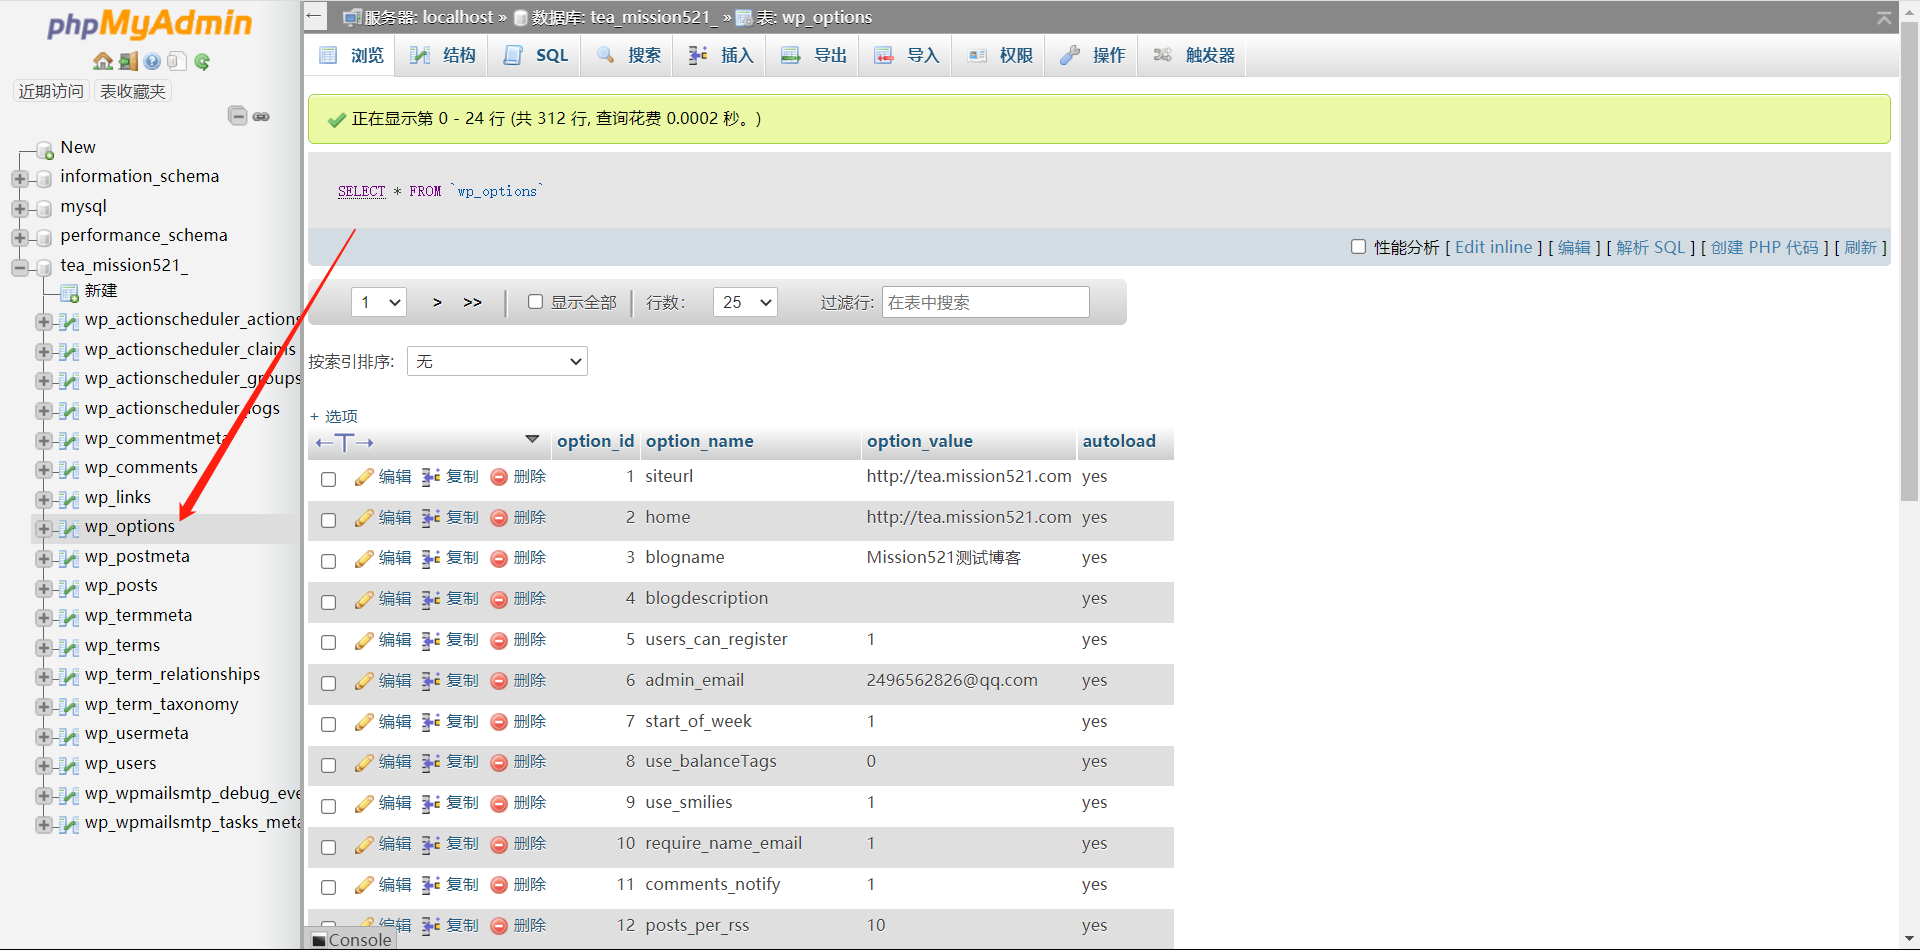 phpMyAdmin
近期访问 表收藏夹
New
information_schema
mysql
performance_schema
tea_mission521_
新建
wp_actionscheduler_actions
wp_actionscheduler_claims
wp_actionscheduler_groups
wp_actionscheduler_logs
wp_commentmeta
wp_comments
wp_links
wp_options
wp_postmeta
wp_posts
wp_termmeta
wp_terms
wp_term_relationships
wp_term_taxonomy
wp_usermeta
wp_users
wp_wpmailsmtp_debug_eve
wp_wpmailsmtp_tasks_meta
服务器: localhost » 数据库: tea_mission521_ » 表: wp_options
浏览 结构 SQL 搜索 插入 导出 导入 权限 操作 触发器
正在显示第 0 - 24 行 (共 312 行, 查询花费 0.0002 秒。)
SELECT * FROM `wp_options`
性能分析 [ Edit inline ] [ 编辑 ] [ 解析 SQL ] [ 创建 PHP 代码 ] [ 刷新 ]
1 > >> 显示全部 行数: 25 过滤行: 在表中搜索
按索引排序: 无
+ 选项
←T→ option_id option_name option_value autoload
编辑 复制 删除 1 siteurl http://tea.mission521.com yes
编辑 复制 删除 2 home http://tea.mission521.com yes
编辑 复制 删除 3 blogname Mission521测试博客 yes
编辑 复制 删除 4 blogdescription yes
编辑 复制 删除 5 users_can_register 1 yes
编辑 复制 删除 6 admin_email 2496562826@qq.com yes
编辑 复制 删除 7 start_of_week 1 yes
编辑 复制 删除 8 use_balanceTags 0 yes
编辑 复制 删除 9 use_smilies 1 yes
编辑 复制 删除 10 require_name_email 1 yes
编辑 复制 删除 11 comments_notify 1 yes
编辑 复制 删除 12 posts_per_rss 10 yes
Console